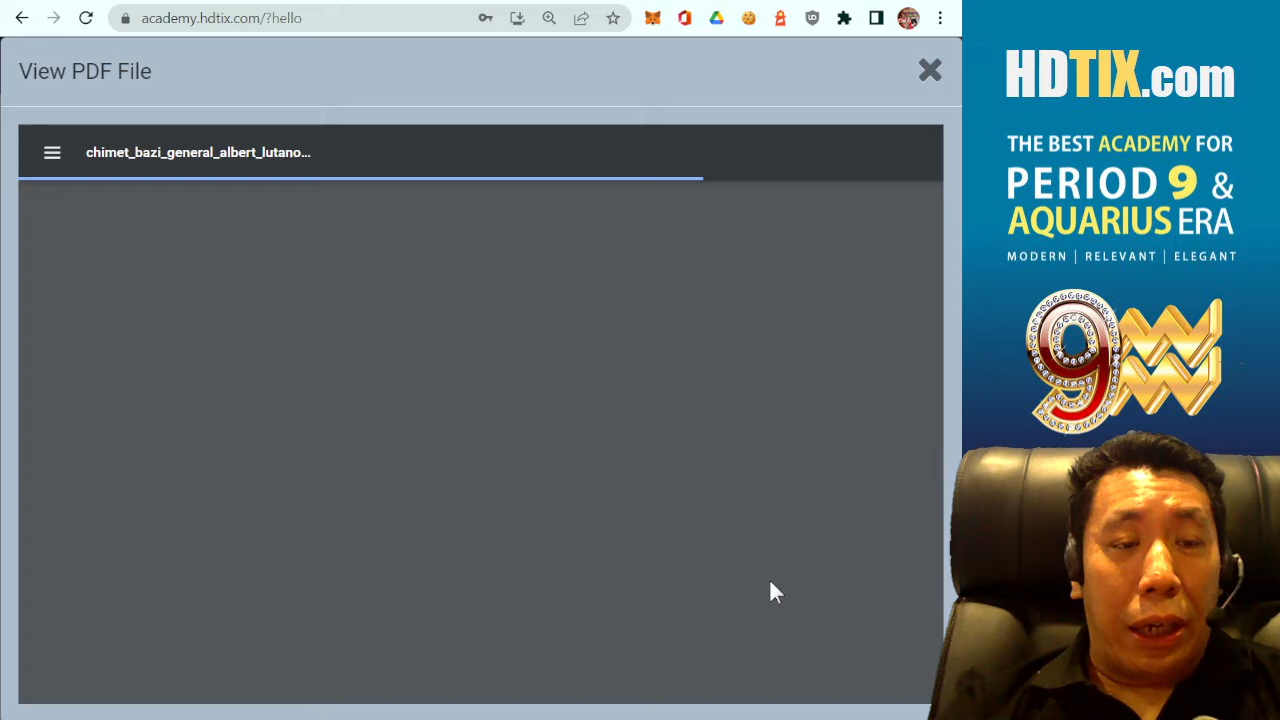 academy.hdtix.com/?hello
View PDF File
chimet_bazi_general_albert_lutano...
HDTIX.com
THE BEST ACADEMY FOR
PERIOD 9 &
AQUARIUS ERA
MODERN | RELEVANT | ELEGANT
9